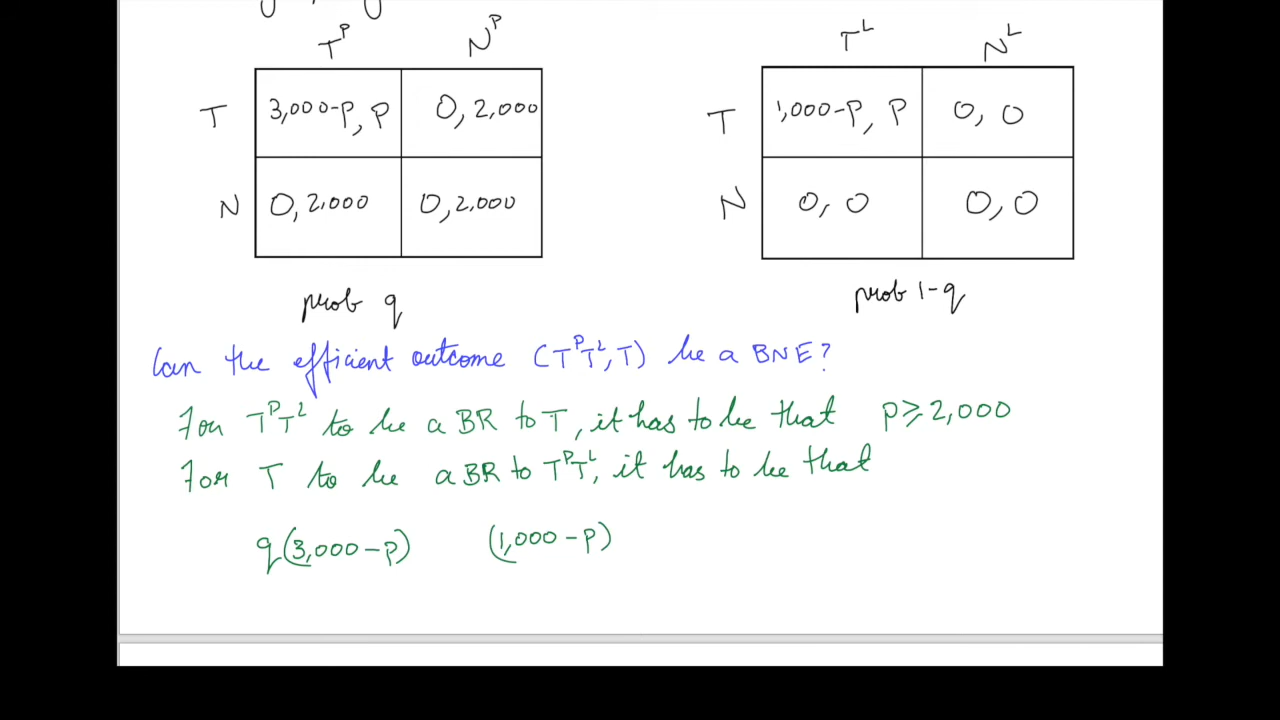 T^P N^P
T 3,000-P, P 0, 2,000
N 0, 2,000 0, 2,000
prob q
T^L N^L
T 1,000-P, P 0, 0
N 0, 0 0, 0
prob 1-q
Can the efficient outcome (T^P T^L, T) be a BNE?
For T^P T^L to be a BR to T, it has to be that P ⩾ 2,000
For T to be a BR to T^P T^L, it has to be that
q(3,000-P) (1,000-P)